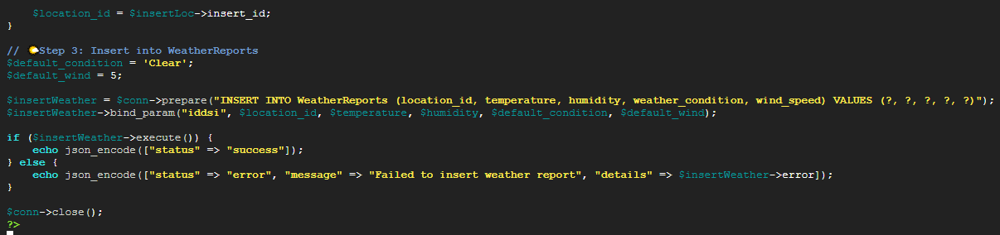 $location_id = $insertLoc->insert_id;
}
// 🌤Step 3: Insert into WeatherReports
$default_condition = 'Clear';
$default_wind = 5;
$insertWeather = $conn->prepare("INSERT INTO WeatherReports (location_id, temperature, humidity, weather_condition, wind_speed) VALUES (?, ?, ?, ?, ?)");
$insertWeather->bind_param("iddsi", $location_id, $temperature, $humidity, $default_condition, $default_wind);
if ($insertWeather->execute()) {
    echo json_encode(["status" => "success"]);
} else {
    echo json_encode(["status" => "error", "message" => "Failed to insert weather report", "details" => $insertWeather->error]);
}
$conn->close();
?>